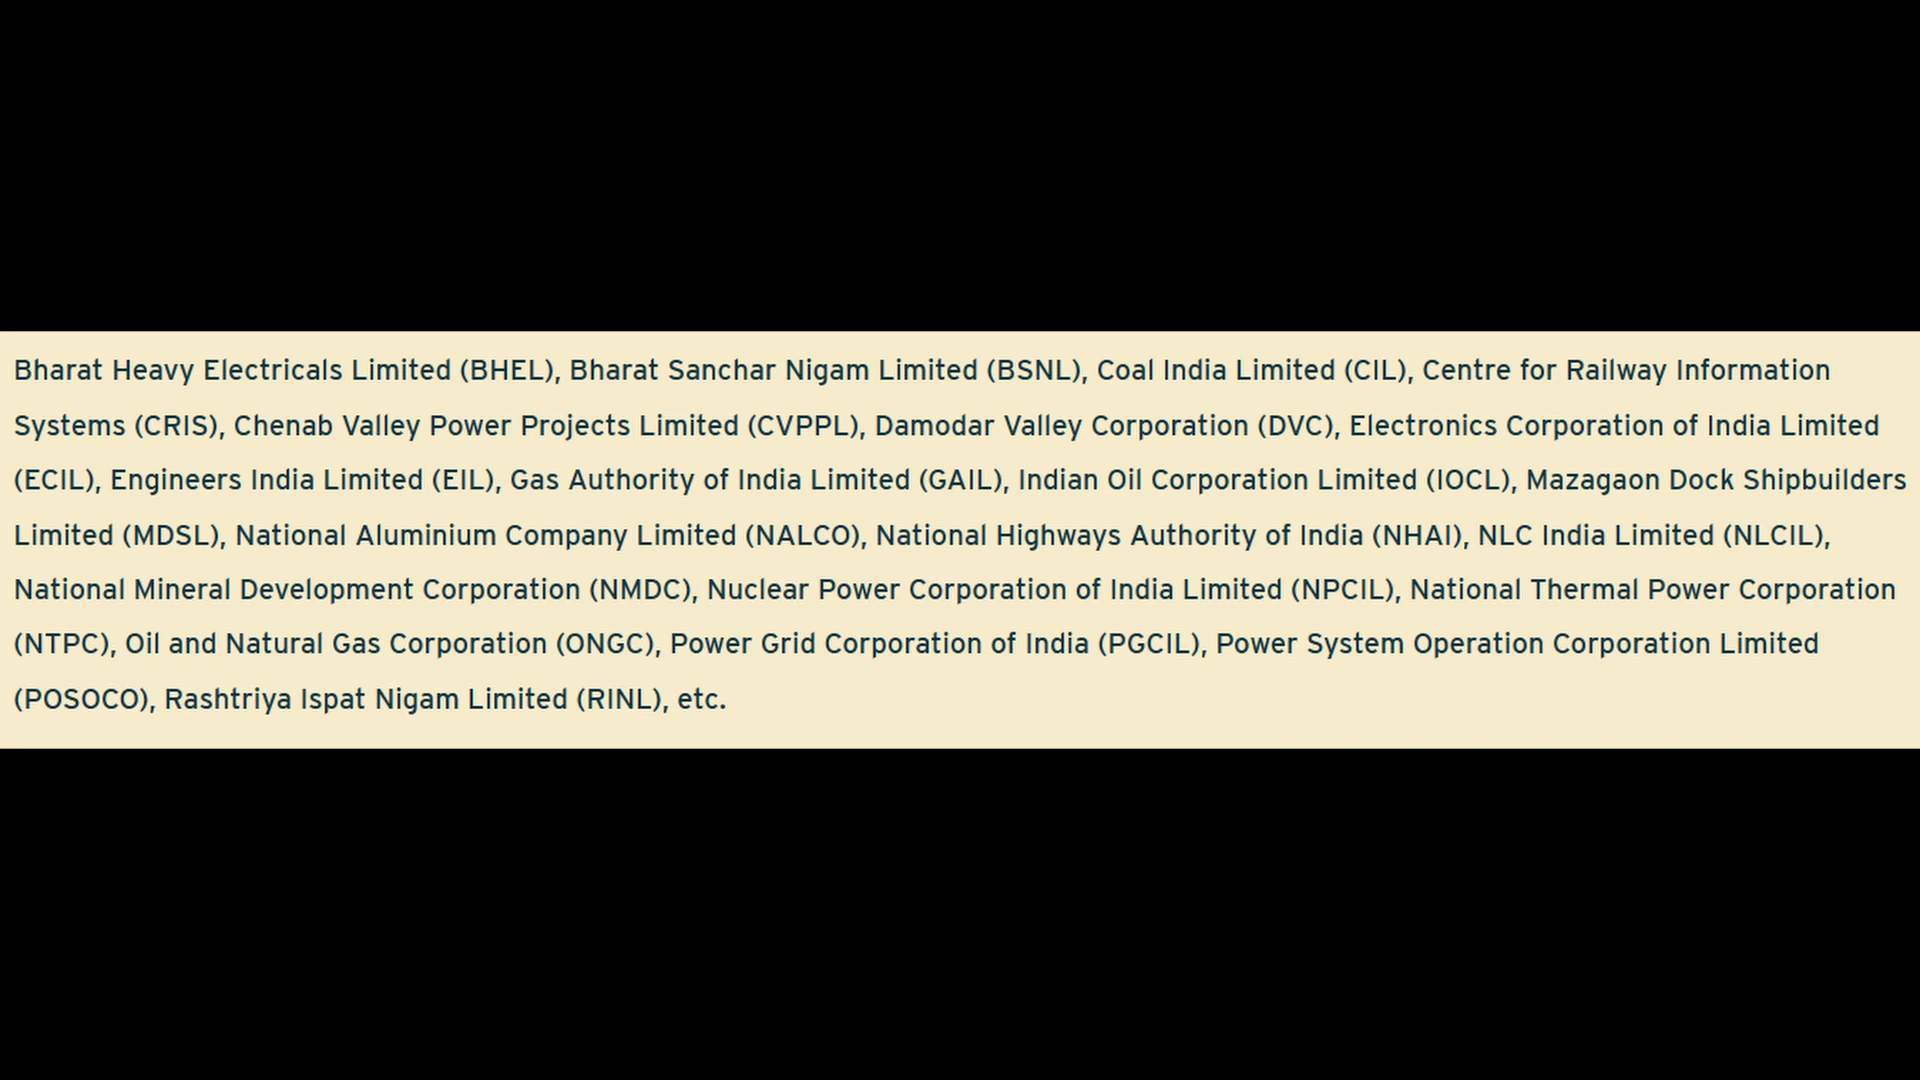 Bharat Heavy Electricals Limited (BHEL), Bharat Sanchar Nigam Limited (BSNL), Coal India Limited (CIL), Centre for Railway Information
Systems (CRIS), Chenab Valley Power Projects Limited (CVPPL), Damodar Valley Corporation (DVC), Electronics Corporation of India Limited
(ECIL), Engineers India Limited (EIL), Gas Authority of India Limited (GAIL), Indian Oil Corporation Limited (IOCL), Mazagaon Dock Shipbuilders
Limited (MDSL), National Aluminium Company Limited (NALCO), National Highways Authority of India (NHAI), NLC India Limited (NLCIL),
National Mineral Development Corporation (NMDC), Nuclear Power Corporation of India Limited (NPCIL), National Thermal Power Corporation
(NTPC), Oil and Natural Gas Corporation (ONGC), Power Grid Corporation of India (PGCIL), Power System Operation Corporation Limited
(POSOCO), Rashtriya Ispat Nigam Limited (RINL), etc.